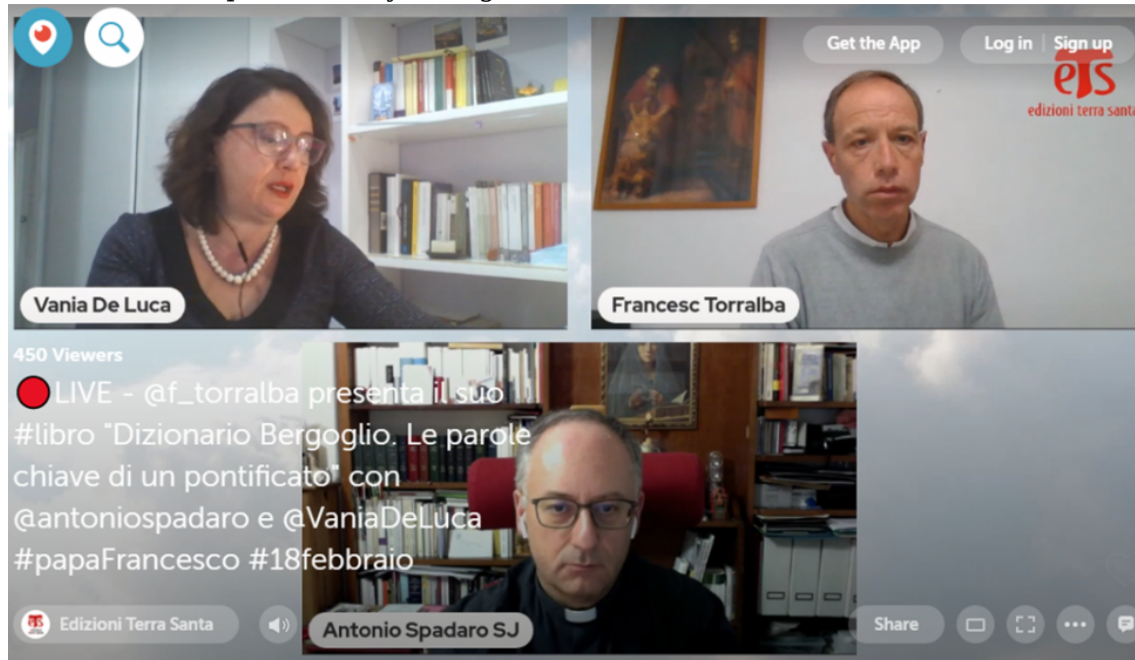 Get the App
Log in | Sign up
eTS
edizioni terra santa
Vania De Luca
Francesc Torralba
450 Viewers
LIVE - @f_torralba presenta il suo
#libro "Dizionario Bergoglio. Le parole
chiave di un pontificato" con
@antoniospadaro e @VaniaDeLuca
#papaFrancesco #18febbraio
Edizioni Terra Santa
Antonio Spadaro SJ
Share